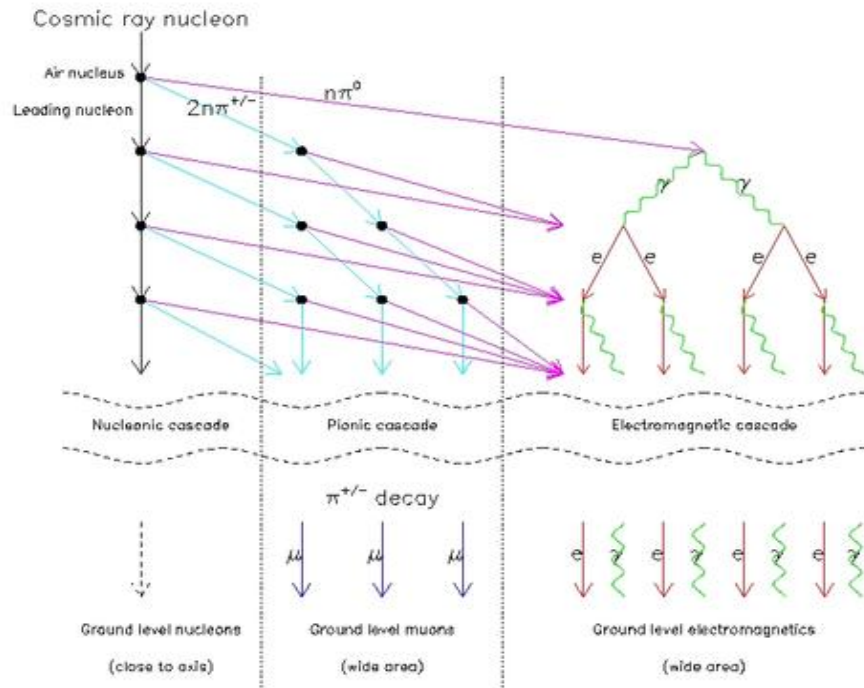 Cosmic ray nucleon
Air nucleus
Leading nucleon
2nπ+/-
nπ0
γ γ
e e e e
Nucleonic cascade
Pionic cascade
Electromagnetic cascade
π+/- decay
μ μ μ
e γ e γ e γ e γ
Ground level nucleons
(close to axis)
Ground level muons
(wide area)
Ground level electromagnetics
(wide area)